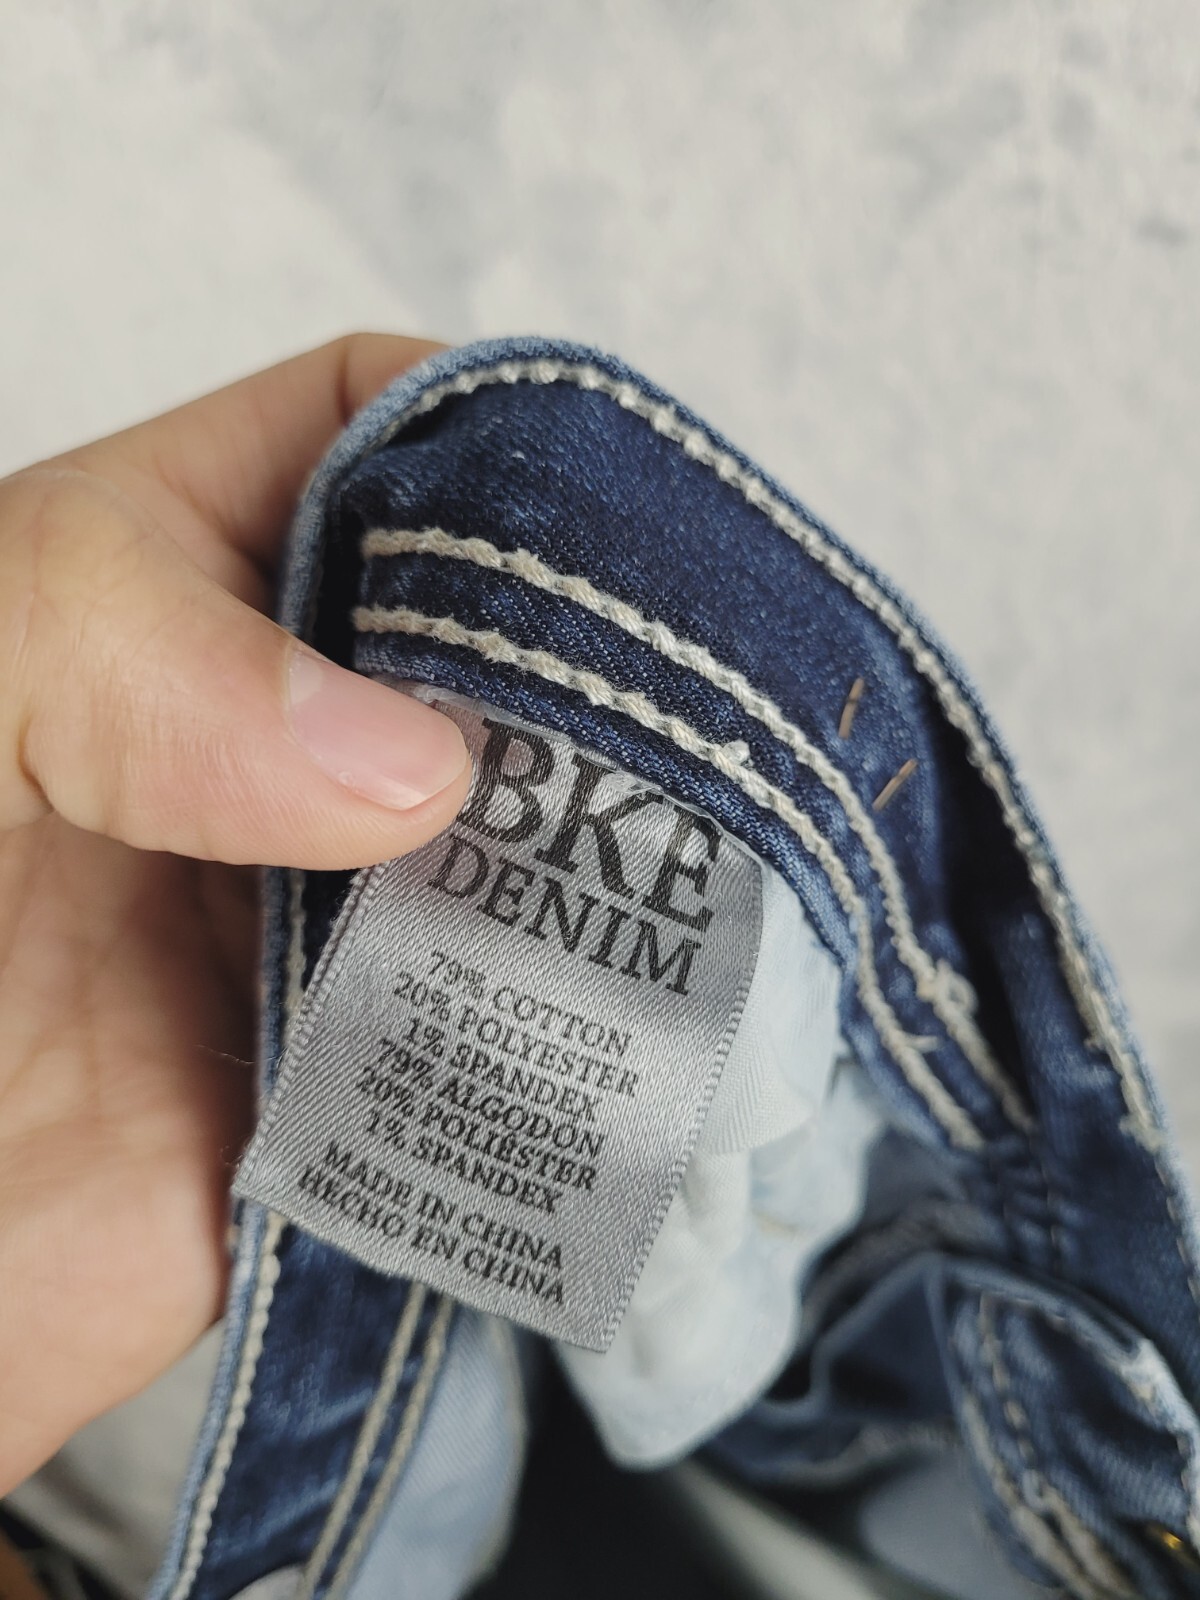 BKE
DENIM
79% COTTON
20% POLYESTER
1% SPANDEX
79% ALGODON
20% POLIÉSTER
1% SPANDEX
MADE IN CHINA
HECHO EN CHINA